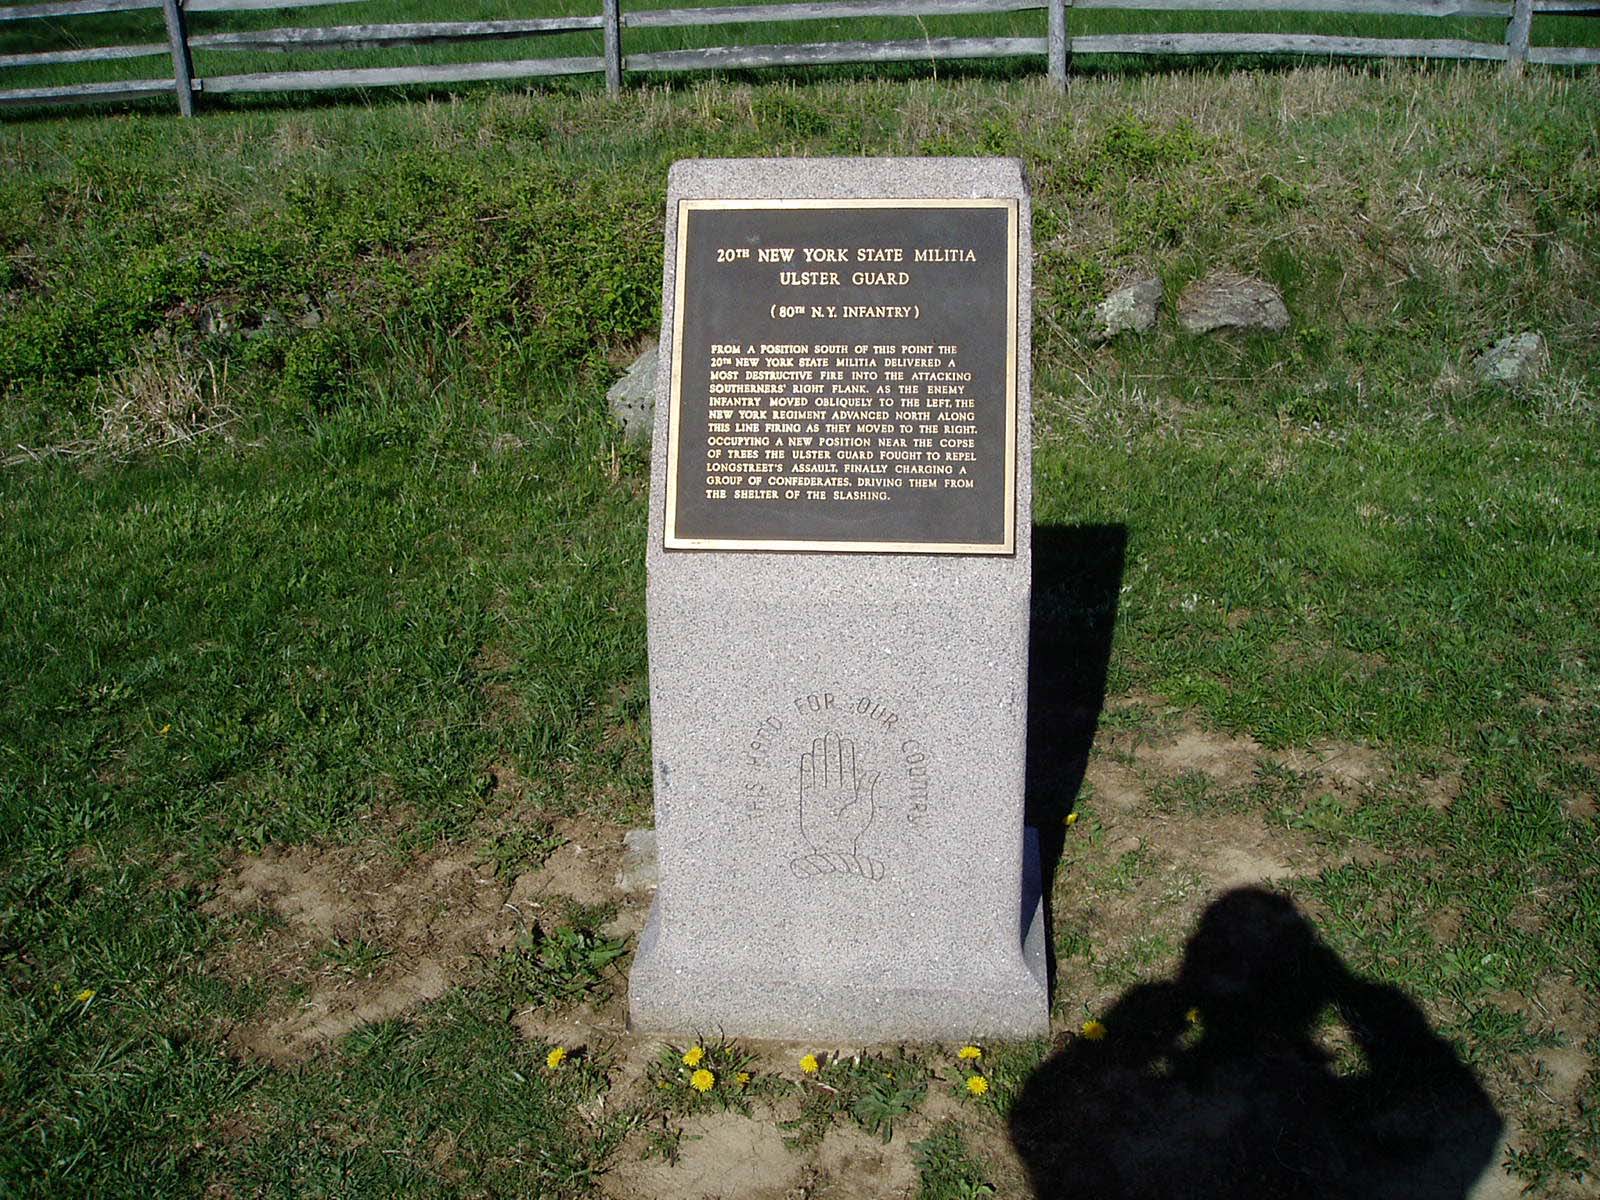 20TH NEW YORK STATE MILITIA
ULSTER GUARD
(80TH N.Y. INFANTRY)
FROM A POSITION SOUTH OF THIS POINT THE
20TH NEW YORK STATE MILITIA DELIVERED A
MOST DESTRUCTIVE FIRE INTO THE ATTACKING
SOUTHERNERS' RIGHT FLANK. AS THE ENEMY
INFANTRY MOVED OBLIQUELY TO THE LEFT, THE
NEW YORK REGIMENT ADVANCED NORTH ALONG
THIS LINE FIRING AS THEY MOVED TO THE RIGHT.
OCCUPYING A NEW POSITION NEAR THE COPSE
OF TREES THE ULSTER GUARD FOUGHT TO REPEL
LONGSTREET'S ASSAULT, FINALLY CHARGING A
GROUP OF CONFEDERATES, DRIVING THEM FROM
THE SHELTER OF THE SLASHING.
THIS HAND FOR OUR COUNTRY